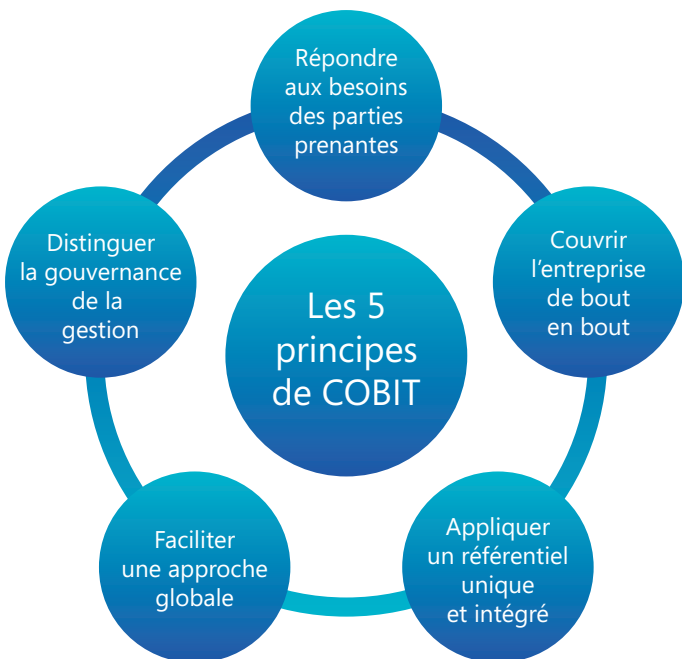 Répondre
aux besoins
des parties
prenantes
Couvrir
l'entreprise
de bout
en bout
Appliquer
un référentiel
unique
et intégré
Faciliter
une approche
globale
Distinguer
la gouvernance
de la
gestion
Les 5
principes
de COBIT